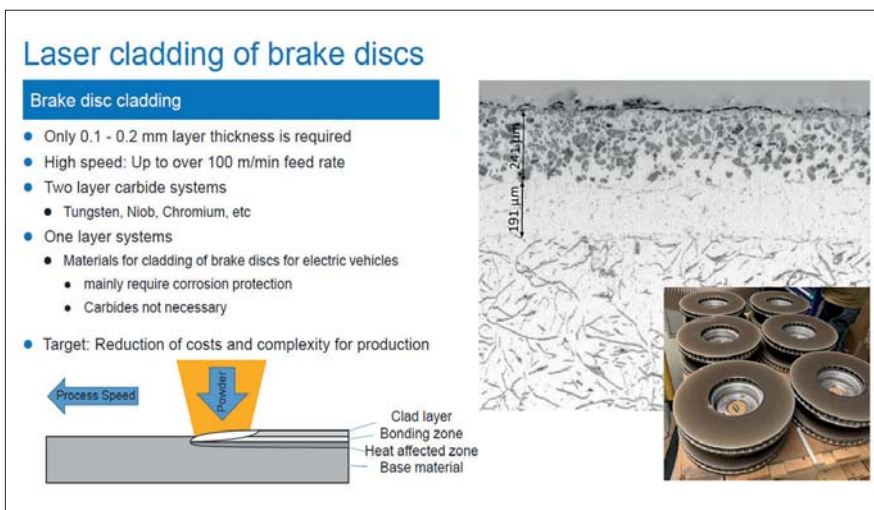 Laser cladding of brake discs
Brake disc cladding
Only 0.1 - 0.2 mm layer thickness is required
High speed: Up to over 100 m/min feed rate
Two layer carbide systems
Tungsten, Niob, Chromium, etc
One layer systems
Materials for cladding of brake discs for electric vehicles
mainly require corrosion protection
Carbides not necessary
Target: Reduction of costs and complexity for production
Process Speed
Powder
Clad layer
Bonding zone
Heat affected zone
Base material
241 µm
191 µm